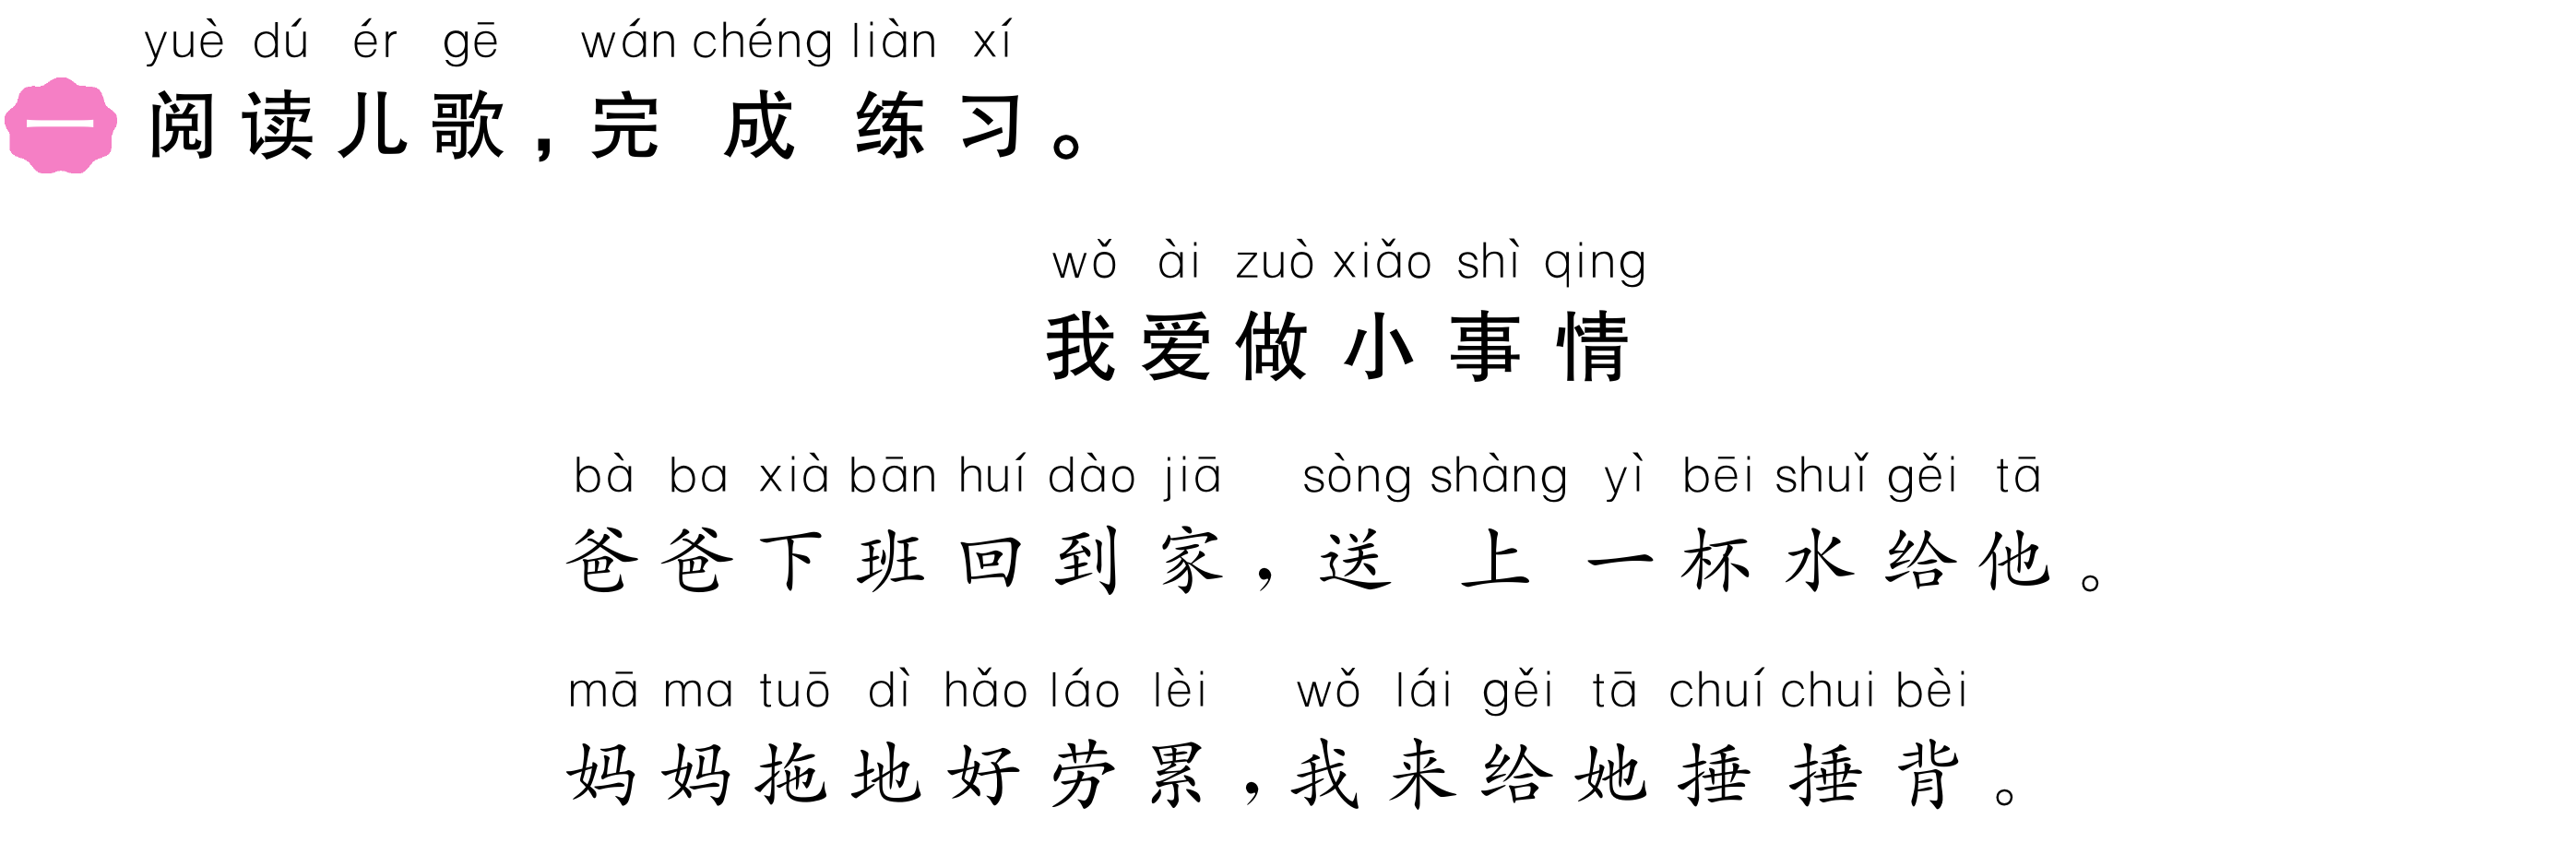 yuè dú ér gē wán chéng liàn xí
一 阅读儿歌，完成练习。
wǒ ài zuò xiǎo shì qing
我爱做小事情
bà ba xià bān huí dào jiā sòng shàng yì bēi shuǐ gěi tā
爸爸下班回到家，送上一杯水给他。
mā ma tuō dì hǎo láo lèi wǒ lái gěi tā chuí chui bèi
妈妈拖地好劳累，我来给她捶捶背。